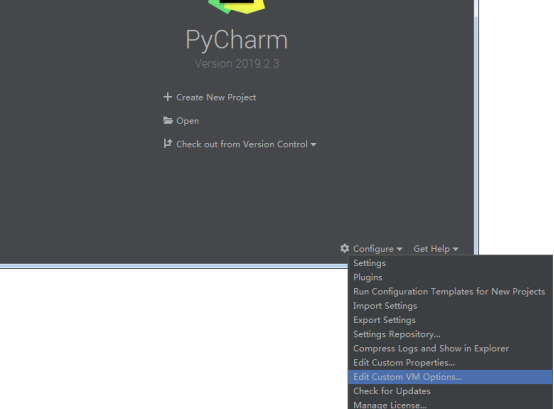 PyCharm
Version 2019.2.3
Create New Project
Open
Check out from Version Control
Configure Get Help
Settings
Plugins
Run Configuration Templates for New Projects
Import Settings
Export Settings
Settings Repository...
Compress Logs and Show in Explorer
Edit Custom Properties...
Edit Custom VM Options...
Check for Updates
Manage License...